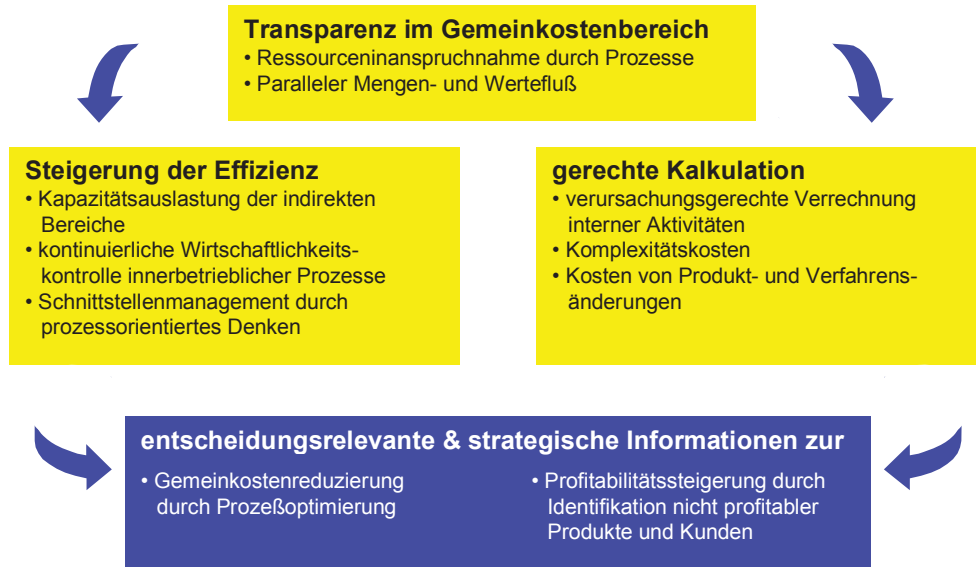 Transparenz im Gemeinkostenbereich
• Ressourceninanspruchnahme durch Prozesse
• Paralleler Mengen- und Wertefluß
Steigerung der Effizienz
• Kapazitätsauslastung der indirekten
Bereiche
• kontinuierliche Wirtschaftlichkeits-
kontrolle innerbetrieblicher Prozesse
• Schnittstellenmanagement durch
prozessorientiertes Denken
gerechte Kalkulation
• verursachungsgerechte Verrechnung
interner Aktivitäten
• Komplexitätskosten
• Kosten von Produkt- und Verfahrens-
änderungen
entscheidungsrelevante & strategische Informationen zur
• Gemeinkostenreduzierung
durch Prozeßoptimierung
• Profitabilitätssteigerung durch
Identifikation nicht profitabler
Produkte und Kunden